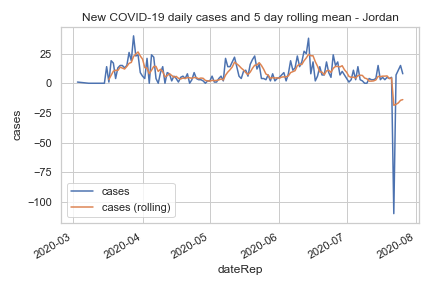 New COVID-19 daily cases and 5 day rolling mean - Jordan
cases
25
0
−25
−50
−75
−100
cases
cases (rolling)
2020-03
2020-04
2020-05
2020-06
2020-07
2020-08
dateRep